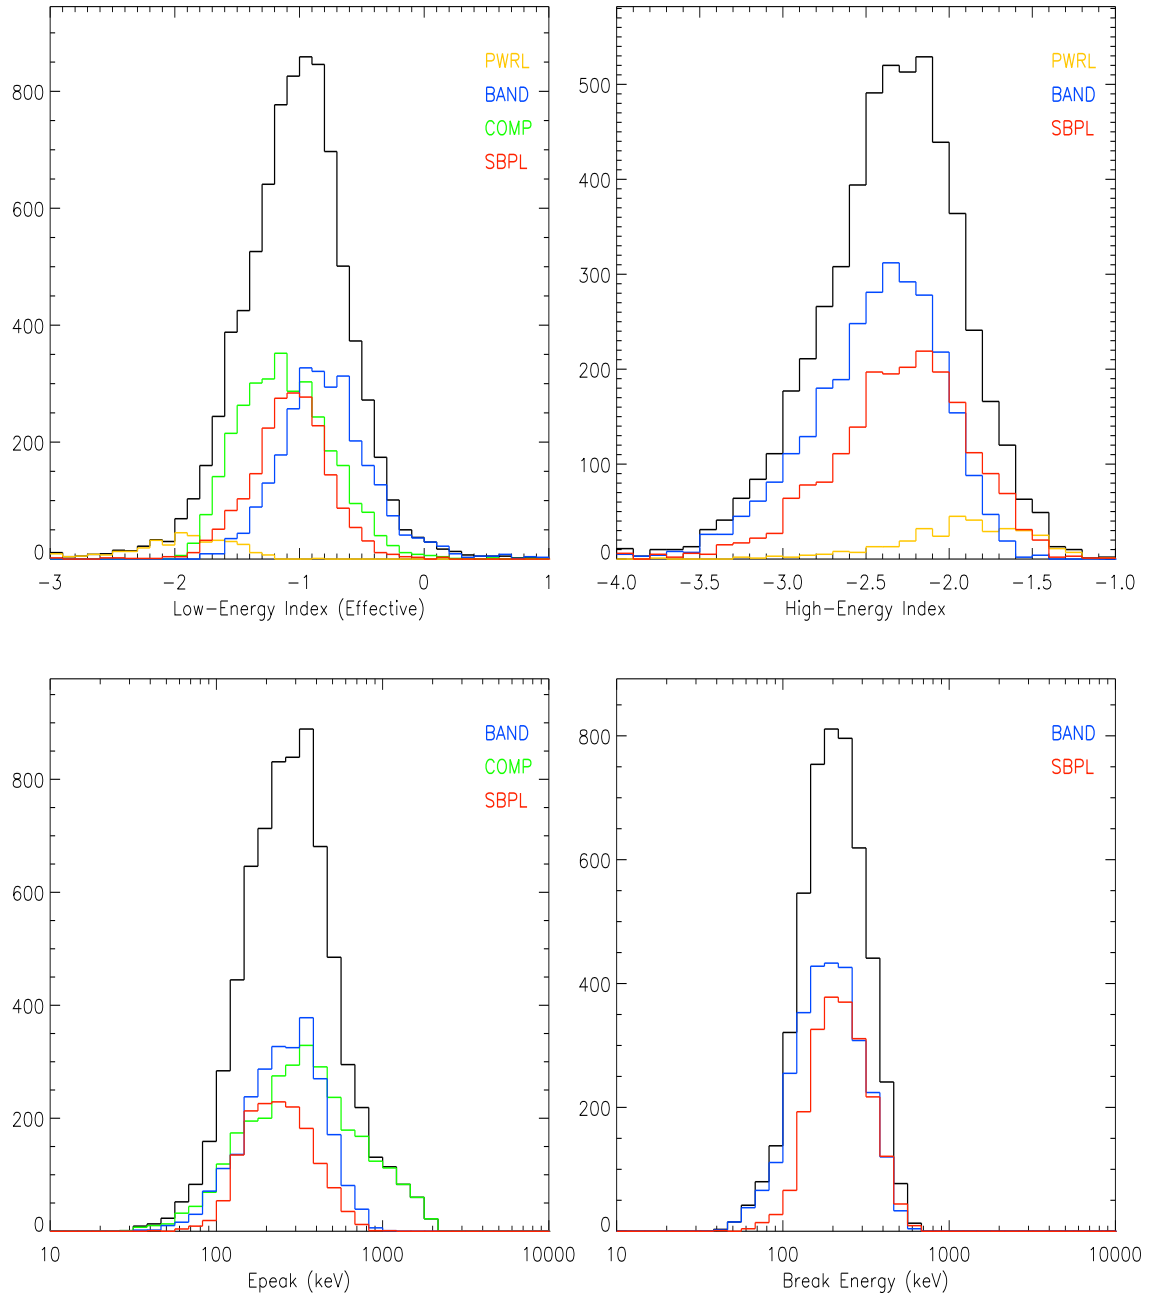 PWRL
BAND
COMP
SBPL
800
600
400
200
0
−3 −2 −1 0 1
Low−Energy Index (Effective)
PWRL
BAND
SBPL
500
400
300
200
100
0
−4.0 −3.5 −3.0 −2.5 −2.0 −1.5 −1.0
High−Energy Index
BAND
COMP
SBPL
800
600
400
200
0
10 100 1000 10000
Epeak (keV)
BAND
SBPL
800
600
400
200
0
10 100 1000 10000
Break Energy (keV)